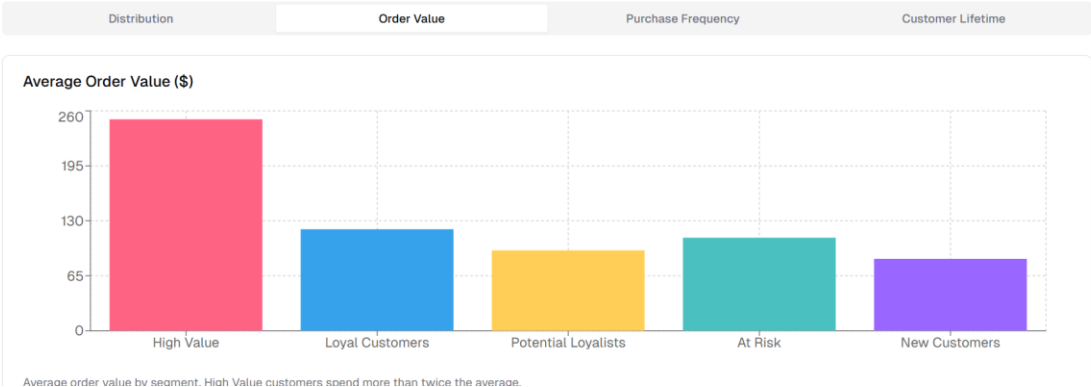 Distribution Order Value Purchase Frequency Customer Lifetime
Average Order Value ($)
260
195
130
65
0
High Value Loyal Customers Potential Loyalists At Risk New Customers
Average order value by segment. High Value customers spend more than twice the average.